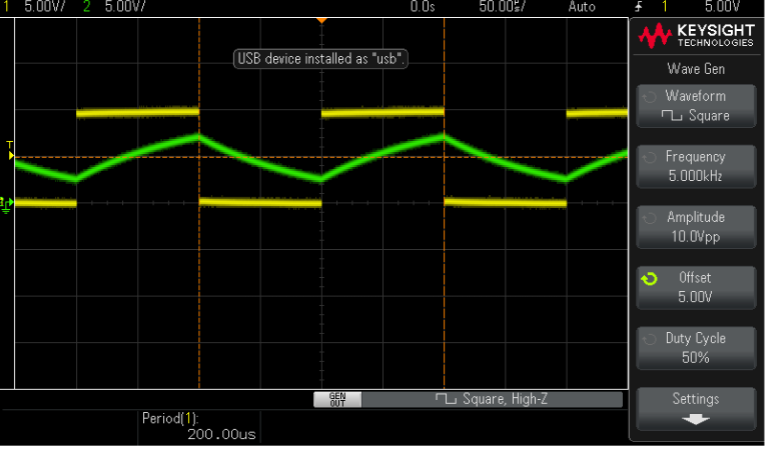 1 5.00V/ 2 5.00V/ 0.0s 50.00µs/ Auto 1 5.00V
KEYSIGHT
TECHNOLOGIES
USB device installed as "usb".
Wave Gen
Waveform
Square
T
Frequency
5.000kHz
Amplitude
10.0Vpp
Offset
5.00V
Duty Cycle
50%
GEN
OUT
Square, High-Z
Settings
Period(1):
200.00us